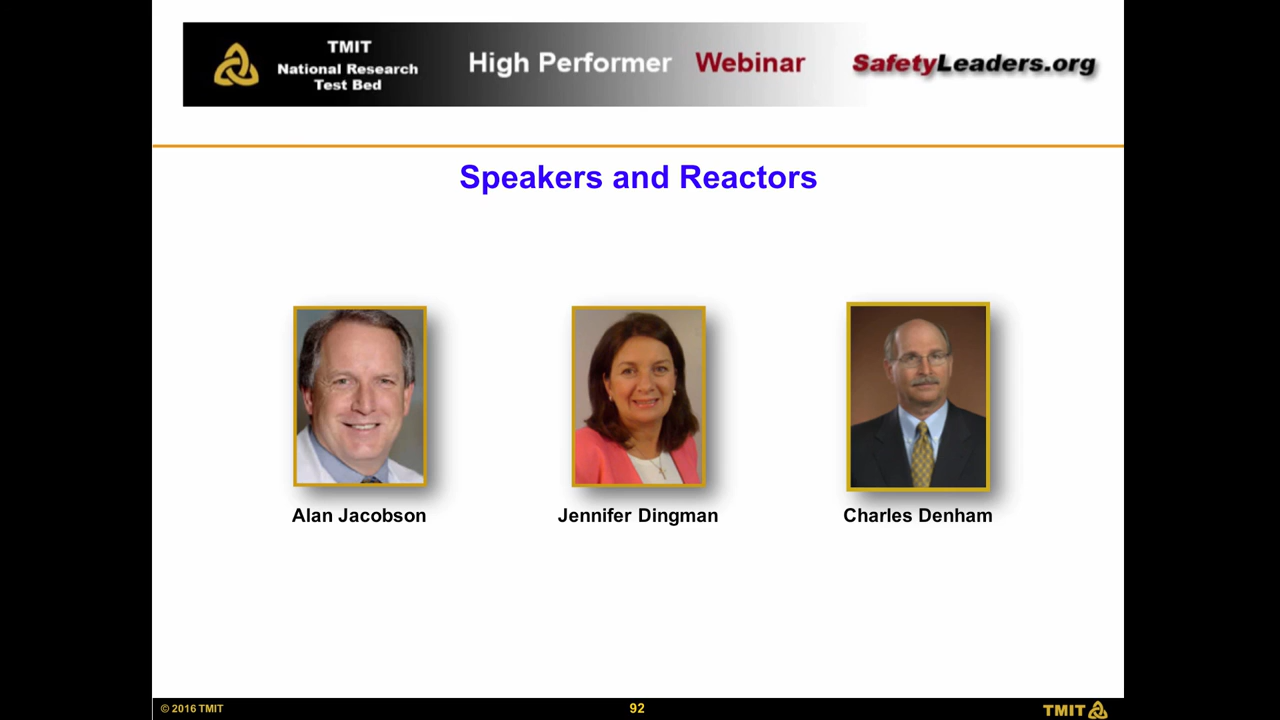 TMIT
National Research
Test Bed
High Performer Webinar
SafetyLeaders.org
Speakers and Reactors
Alan Jacobson
Jennifer Dingman
Charles Denham
© 2016 TMIT
92
TMIT